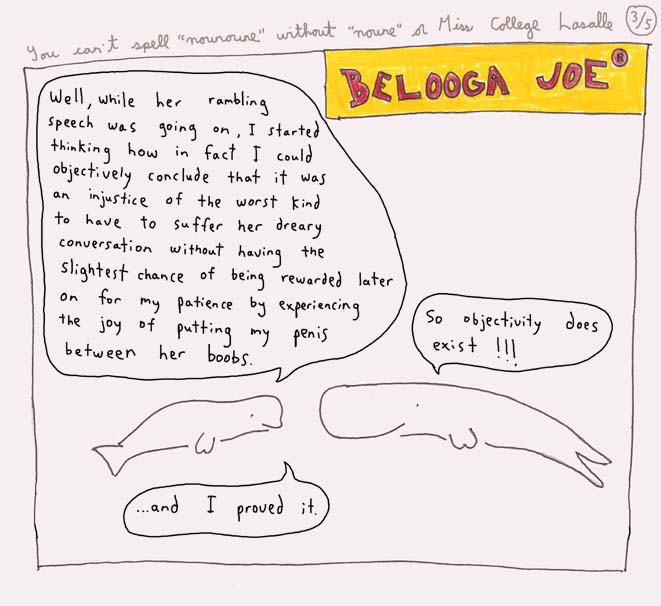 You can't spell "nounoune" without "noune" or Miss College Lasalle 3/5
BELOOGA JOE®
Well, while her rambling
speech was going on, I started
thinking how in fact I could
objectively conclude that it was
an injustice of the worst kind
to have to suffer her dreary
conversation without having the
slightest chance of being rewarded later
on for my patience by experiencing
the joy of putting my penis
between her boobs.
So objectivity does
exist !!!
...and I proved it.